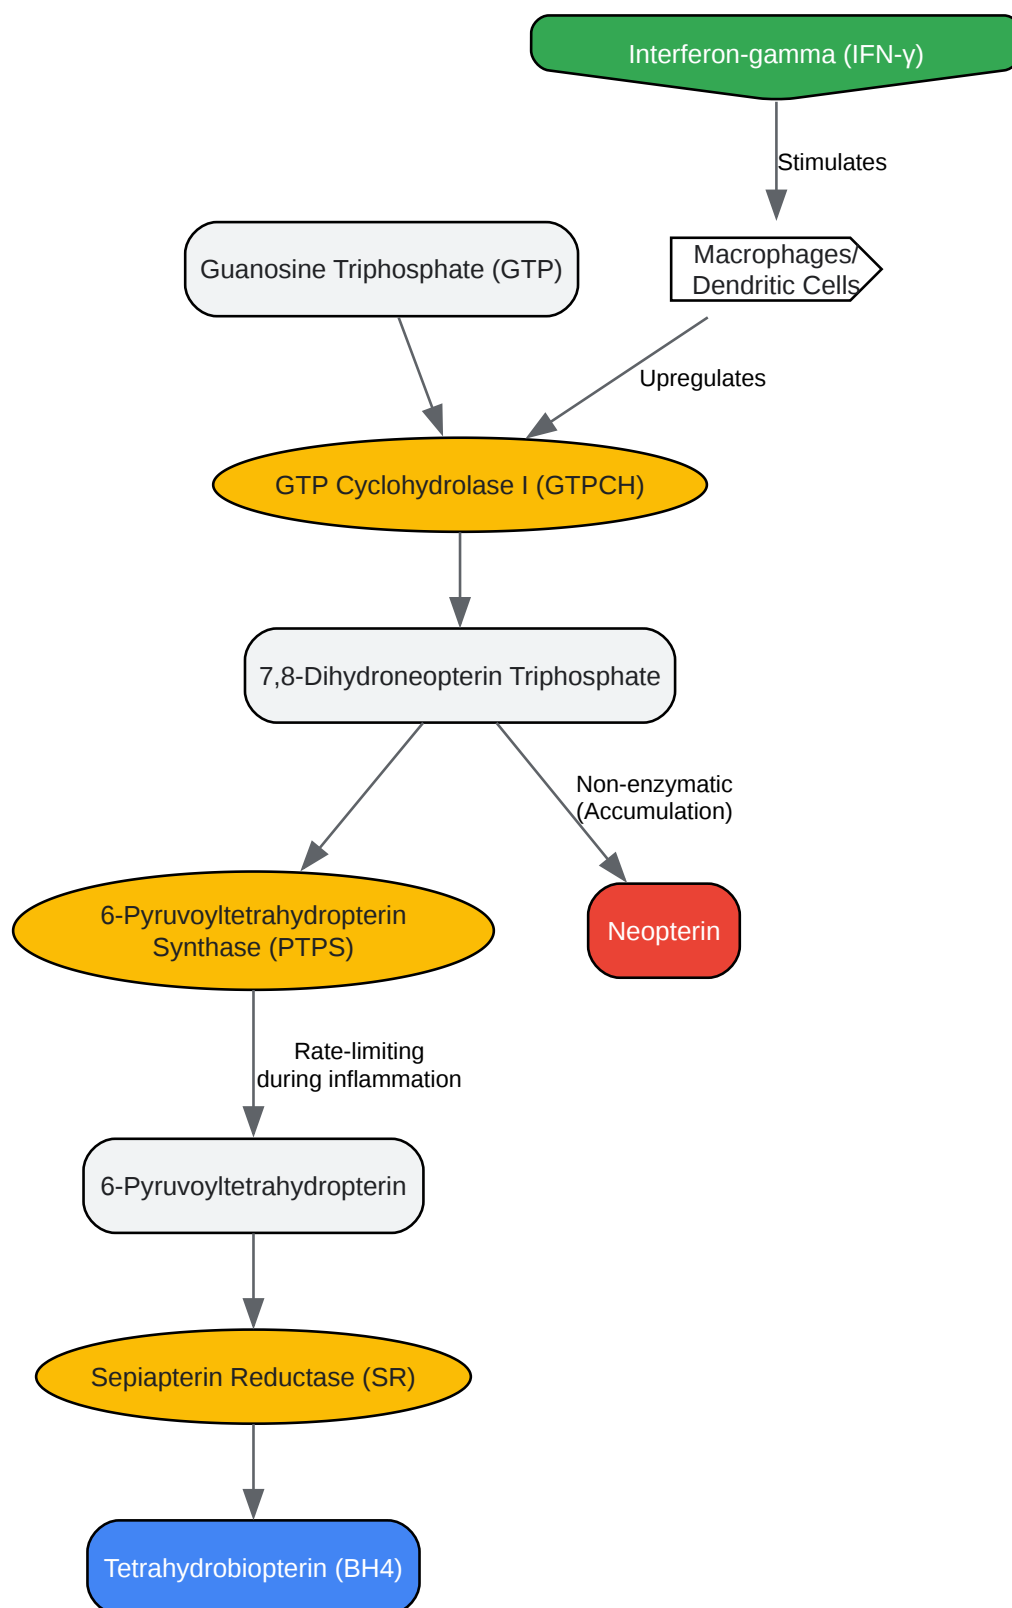 Interferon-gamma (IFN-γ)
Stimulates
Guanosine Triphosphate (GTP)
Macrophages/
Dendritic Cells
Upregulates
GTP Cyclohydrolase I (GTPCH)
7,8-Dihydroneopterin Triphosphate
Non-enzymatic
(Accumulation)
6-Pyruvoyltetrahydropterin
Synthase (PTPS)
Neopterin
Rate-limiting
during inflammation
6-Pyruvoyltetrahydropterin
Sepiapterin Reductase (SR)
Tetrahydrobiopterin (BH4)